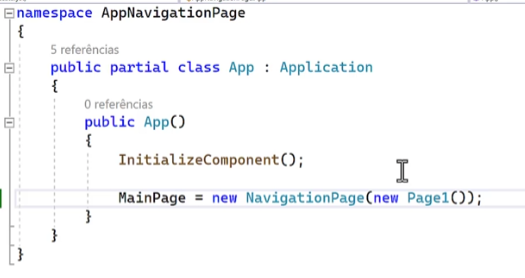 namespace AppNavigationPage
{
5 referências
public partial class App : Application
{
0 referências
public App()
{
InitializeComponent();
MainPage = new NavigationPage(new Page1());
}
}
}